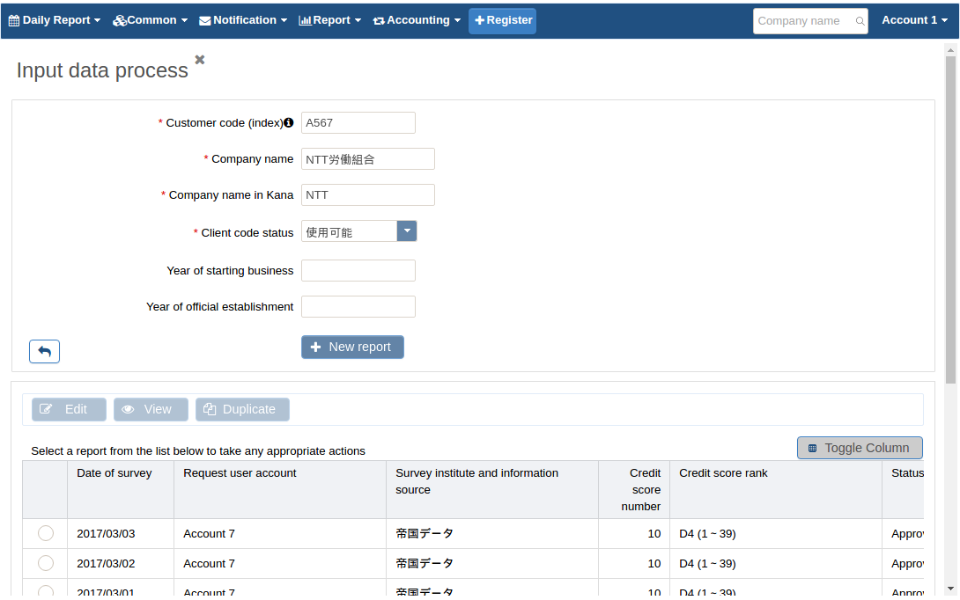 Daily Report Common Notification Report Accounting Register Company name Account 1
Input data process
* Customer code (index) A567
* Company name NTT労働組合
* Company name in Kana NTT
* Client code status 使用可能
Year of starting business
Year of official establishment
New report
Edit View Duplicate
Select a report from the list below to take any appropriate actions
Toggle Column
Date of survey Request user account Survey institute and information source Credit score number Credit score rank Status
2017/03/03 Account 7 帝国データ 10 D4 (1 ~ 39) Approv
2017/03/02 Account 7 帝国データ 10 D4 (1 ~ 39) Approv
2017/03/01 Account 7 帝国データ 10 D4 (1 ~ 39) Approv